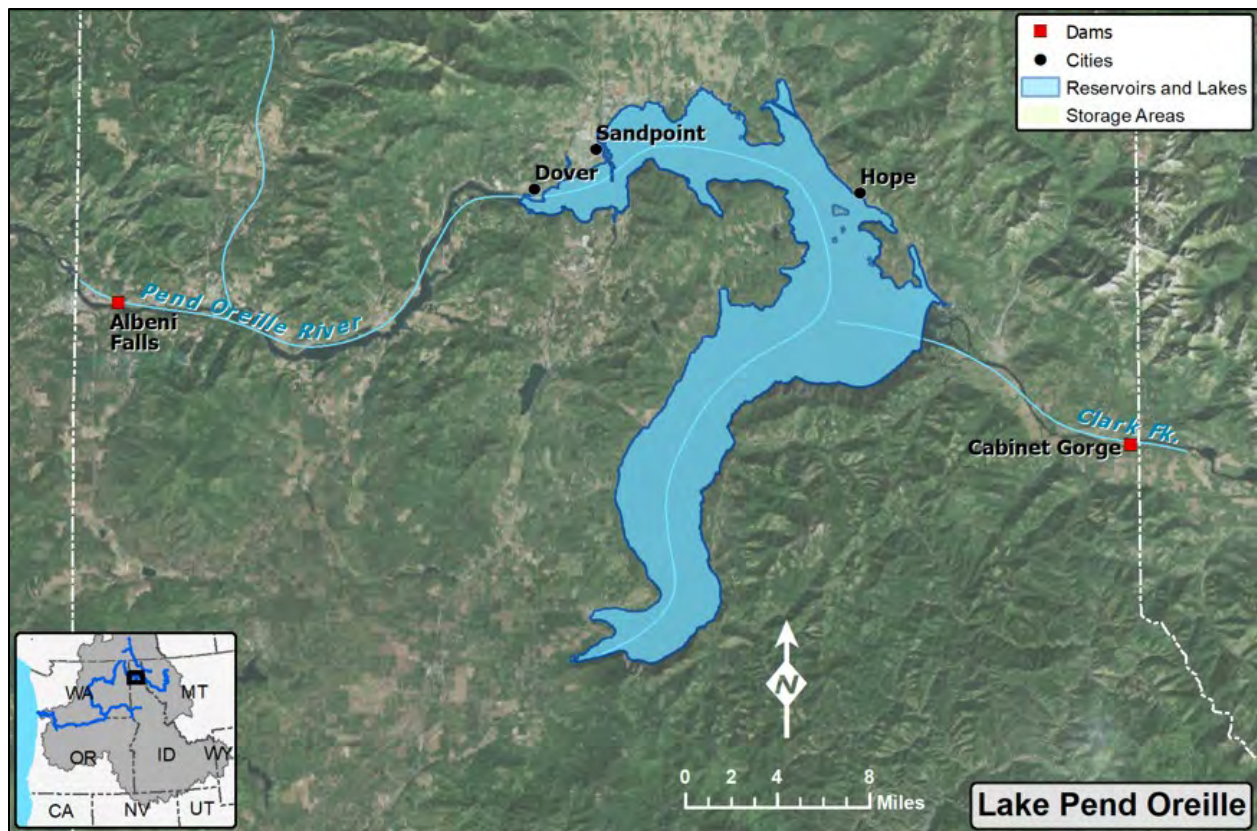 Dams
Cities
Reservoirs and Lakes
Storage Areas
Sandpoint
Dover
Hope
Pend Oreille River
Albeni
Falls
Clark Fk.
Cabinet Gorge
WA
MT
OR
ID
WY
CA
NV
UT
N
0 2 4 8
Miles
Lake Pend Oreille